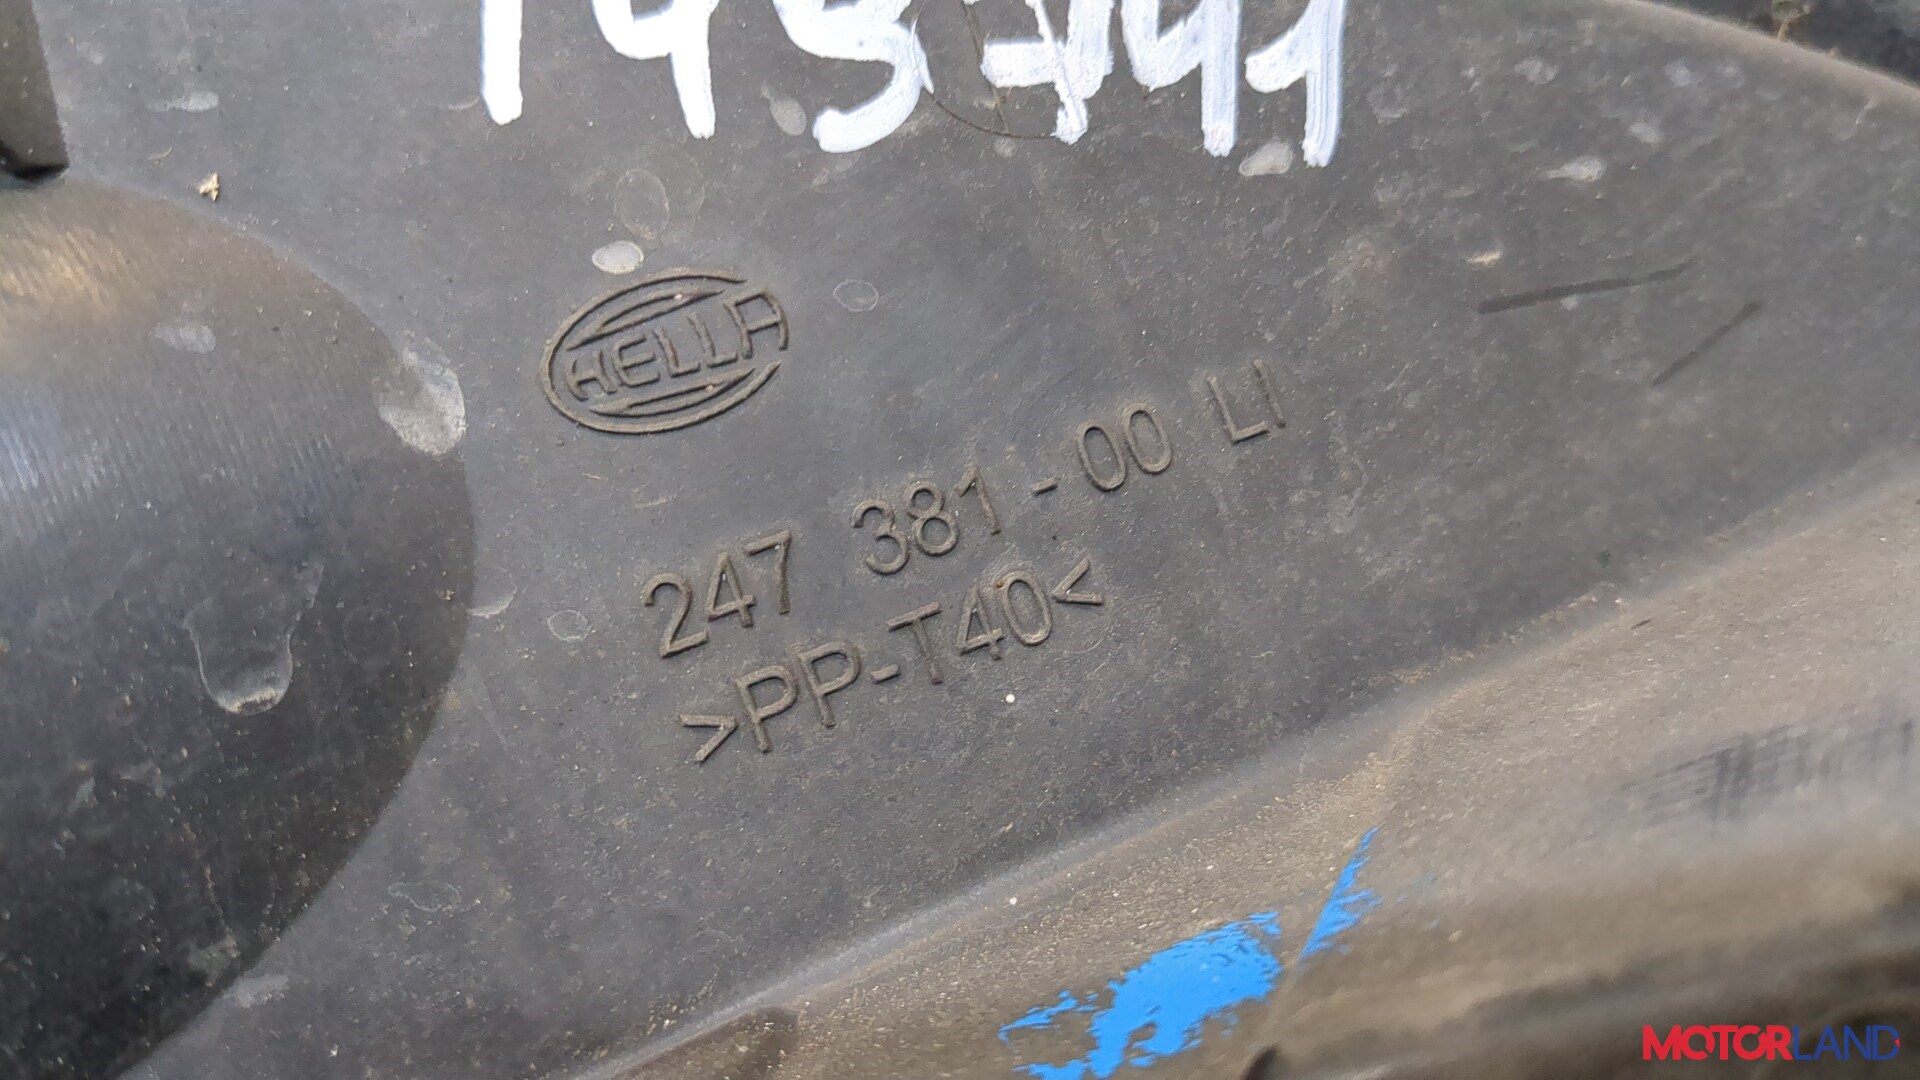 HELLA
247 381-00 LI
>PP-T40<
MOTORLAND